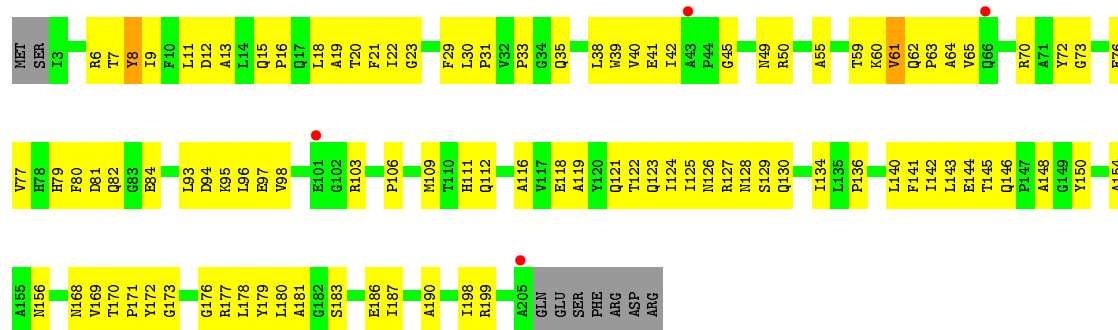 MET SER I3 R6 T7 Y8 I9 F10 L11 D12 A13 L14 Q15 P16 Q17 L18 A19 T20 F21 I22 G23 F29 L30 P31 V32 P33 G34 Q35 L38 W39 V40 E41 I42 A43 P44 G45 N49 R50 A55 T59 K60 V61 Q62 P63 A64 V65 Q66 R70 A71 Y72 G73
V77 H78 H79 F80 D81 Q82 G83 E84 L93 D94 K95 L96 E97 V98 E101 G102 R103 P106 M109 T110 H111 Q112 A116 V117 E118 A119 Y120 Q121 T122 Q123 I124 I125 N126 R127 N128 S129 Q130 I134 L135 P136 L140 F141 I142 L143 E144 T145 Q146 P147 A148 G149 Y150 A154
A155 N156 N168 V169 T170 P171 Y172 G173 G176 R177 L178 Y179 L180 A181 G182 S183 E186 I187 A190 I198 R199 A205 GLN GLU SER PHE ARG ASP ARG